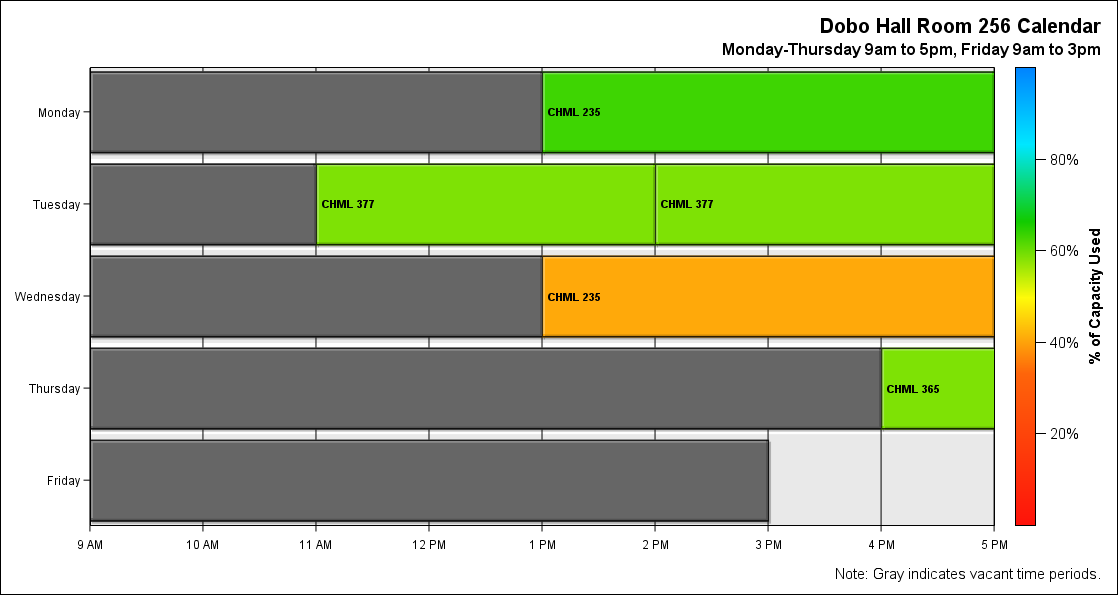 Dobo Hall Room 256 Calendar
Monday-Thursday 9am to 5pm, Friday 9am to 3pm
Monday
CHML 235
Tuesday
CHML 377
CHML 377
Wednesday
CHML 235
Thursday
CHML 365
Friday
9 AM
10 AM
11 AM
12 PM
1 PM
2 PM
3 PM
4 PM
5 PM
80%
60%
40%
20%
% of Capacity Used
Note: Gray indicates vacant time periods.